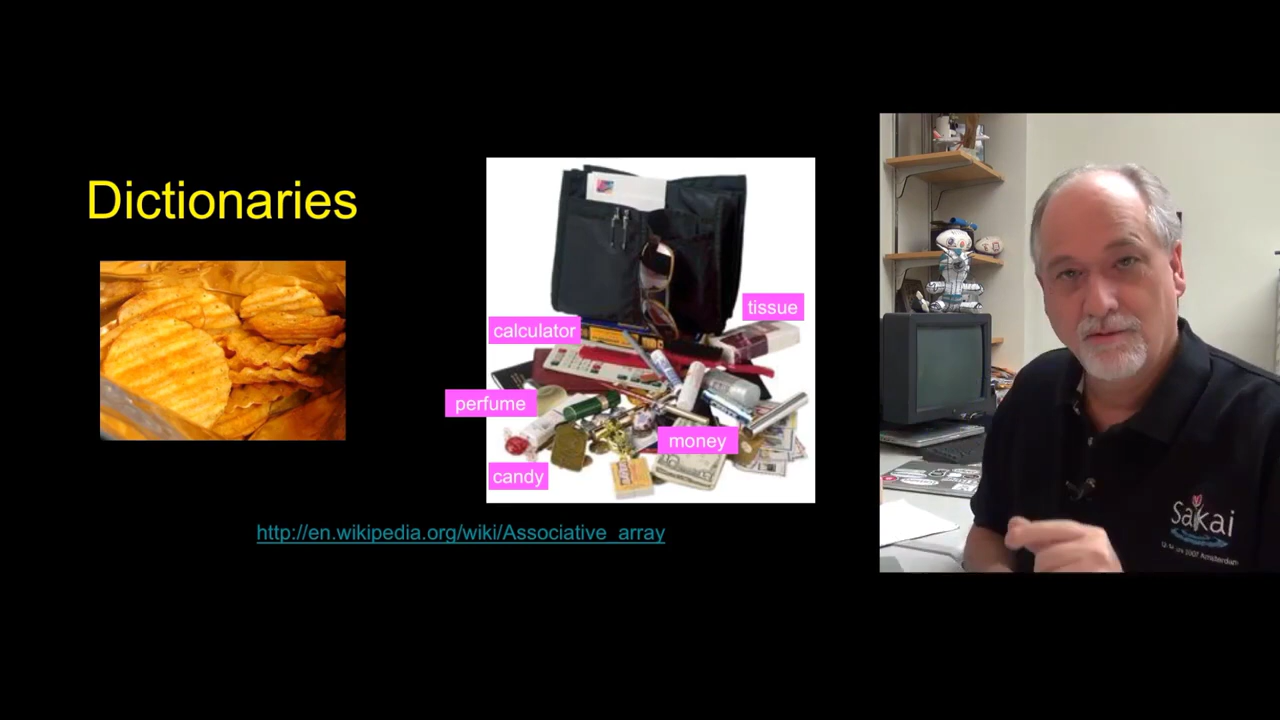 Dictionaries
tissue
calculator
perfume
money
candy
http://en.wikipedia.org/wiki/Associative_array
Sakai